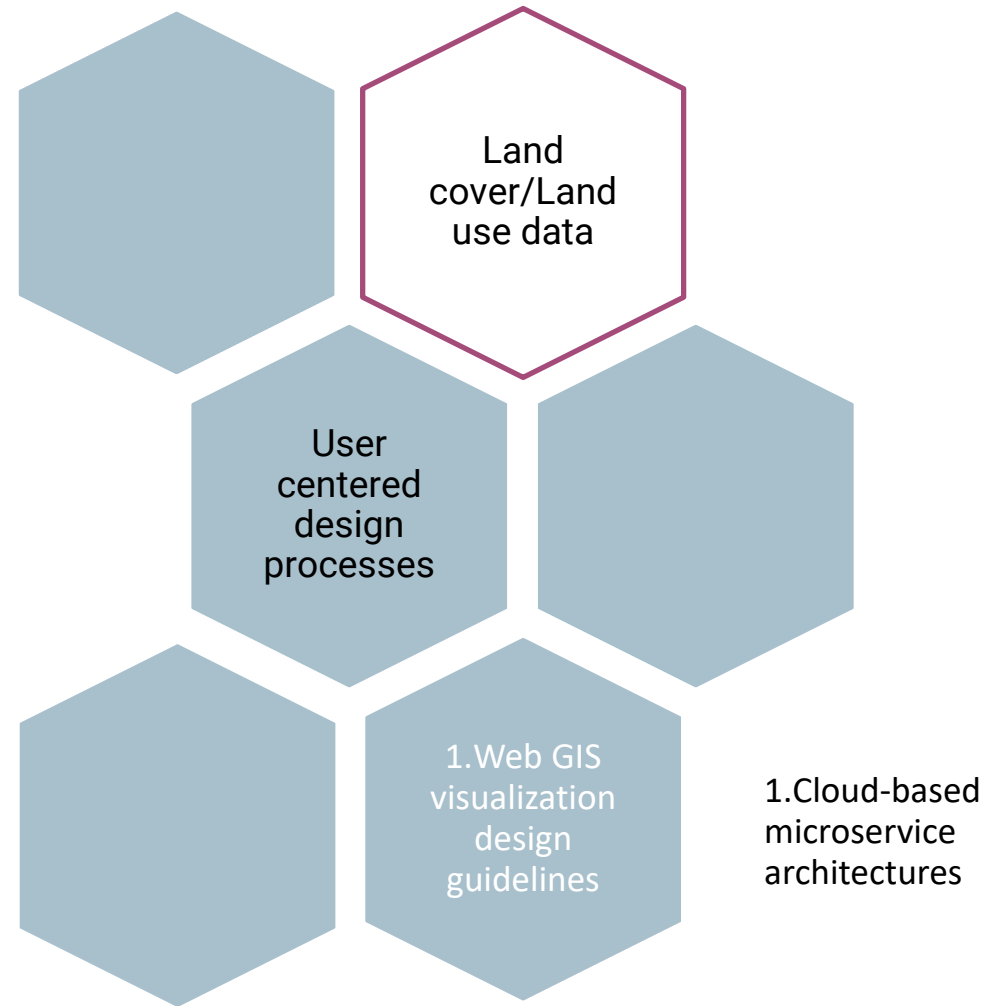 Land
cover/Land
use data
User
centered
design
processes
1.Web GIS
visualization
design
guidelines
1.Cloud-based
microservice
architectures